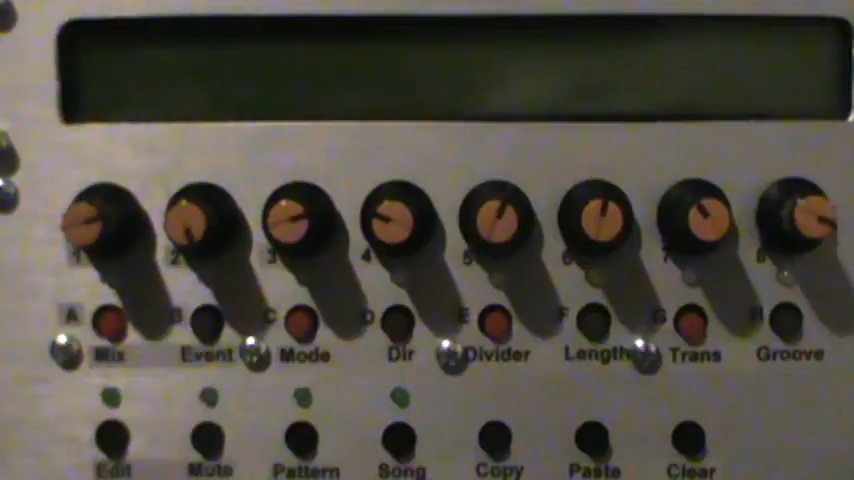 1 2 3 4 5 6 7 8
A B C D E F G H
Mix Event Mode Dir Divider Length Trans Groove
Edit Mute Pattern Song Copy Paste Clear